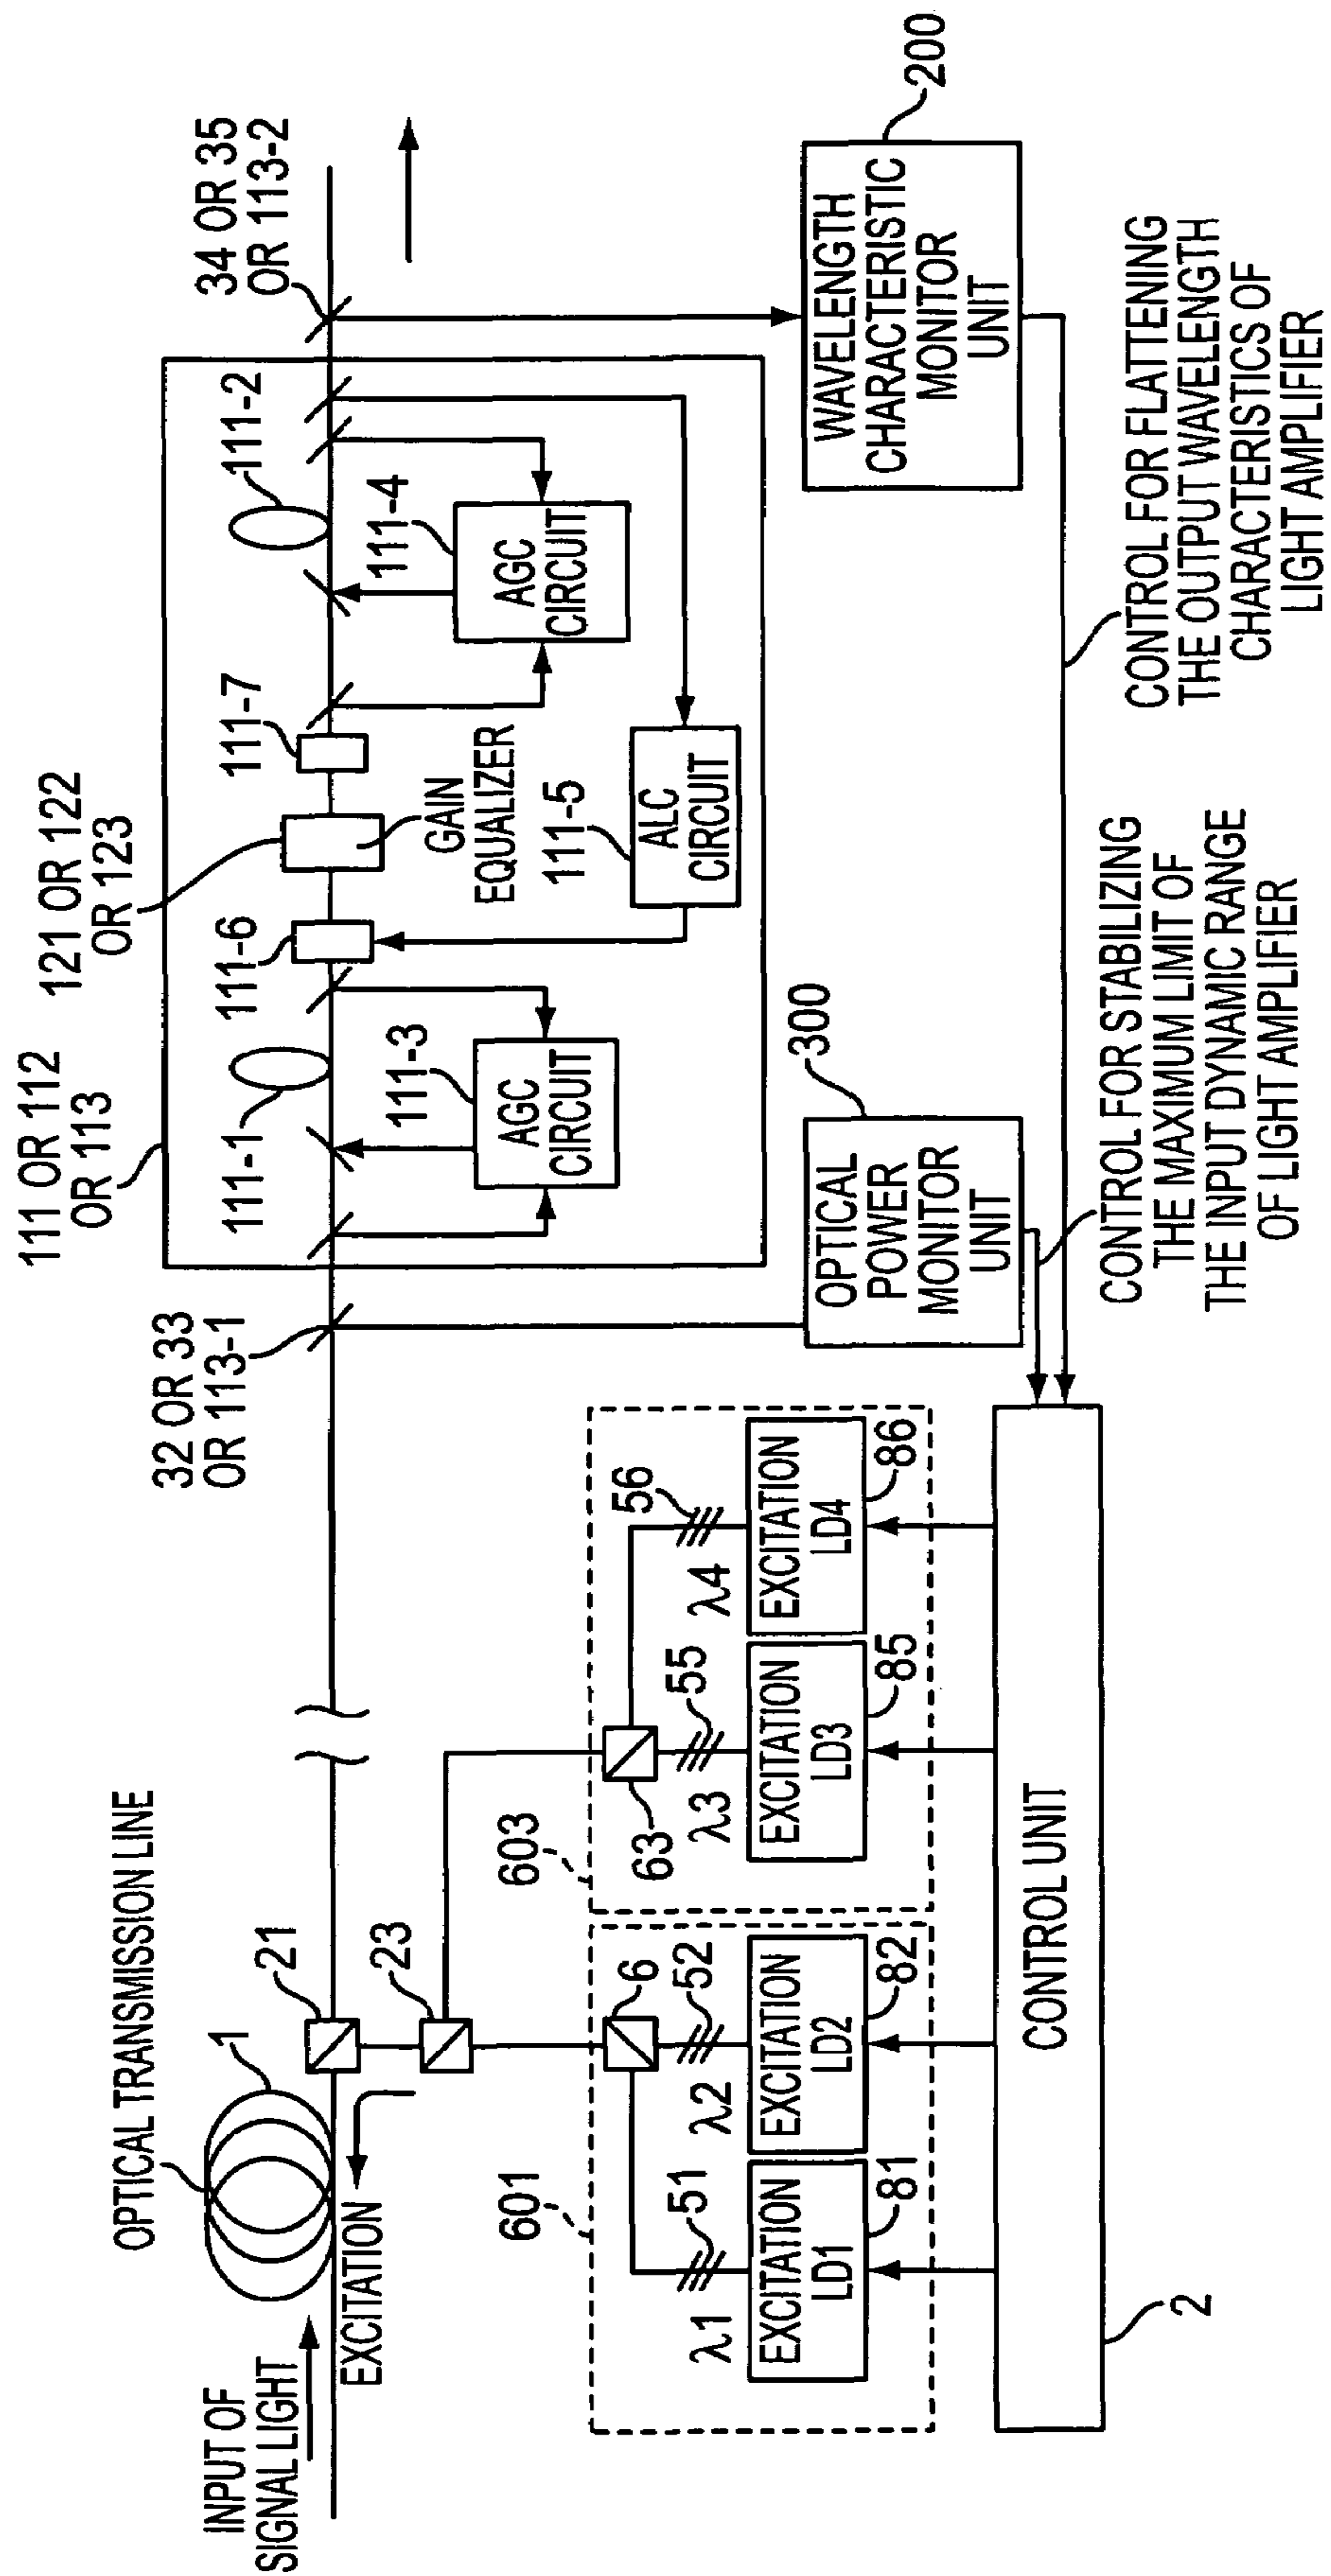 INPUT OF
SIGNAL LIGHT
OPTICAL TRANSMISSION LINE
1
21
EXCITATION
23
601
6
λ1
51
λ2
52
EXCITATION
LD1
81
EXCITATION
LD2
82
603
63
λ3
55
λ4
56
EXCITATION
LD3
85
EXCITATION
LD4
86
CONTROL UNIT
2
32 OR 33
OR 113-1
111 OR 112
OR 113
111-1
111-3
AGC
CIRCUIT
111-6
121 OR 122
OR 123
GAIN
EQUALIZER
111-7
111-5
ALC
CIRCUIT
111-4
AGC
CIRCUIT
111-2
34 OR 35
OR 113-2
300
OPTICAL
POWER
MONITOR
UNIT
200
WAVELENGTH
CHARACTERISTIC
MONITOR
UNIT
CONTROL FOR STABILIZING
THE MAXIMUM LIMIT OF
THE INPUT DYNAMIC RANGE
OF LIGHT AMPLIFIER
CONTROL FOR FLATTENING
THE OUTPUT WAVELENGTH
CHARACTERISTICS OF
LIGHT AMPLIFIER